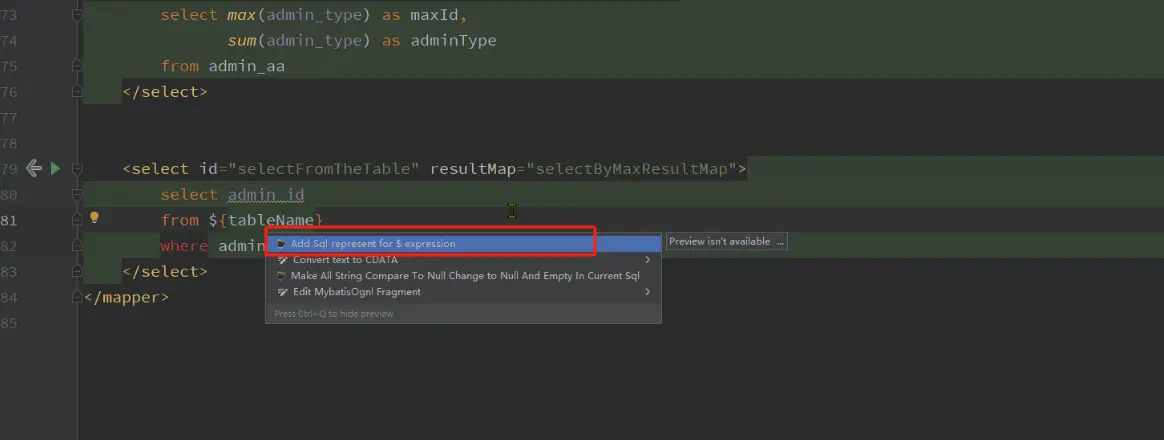 73 select max(admin_type) as maxId,
74 sum(admin_type) as adminType
75 from admin_aa
76 </select>
77
78
79 <select id="selectFromTheTable" resultMap="selectByMaxResultMap">
80 select admin_id
81 from ${tableName}
82 where admin
Add Sql represent for $ expression
Preview isn't available ...
Convert text to CDATA
83 </select>
Make All String Compare To Null Change to Null And Empty In Current Sql
84 </mapper>
Edit MybatisOgnl Fragment
Press Ctrl+Q to hide preview
85